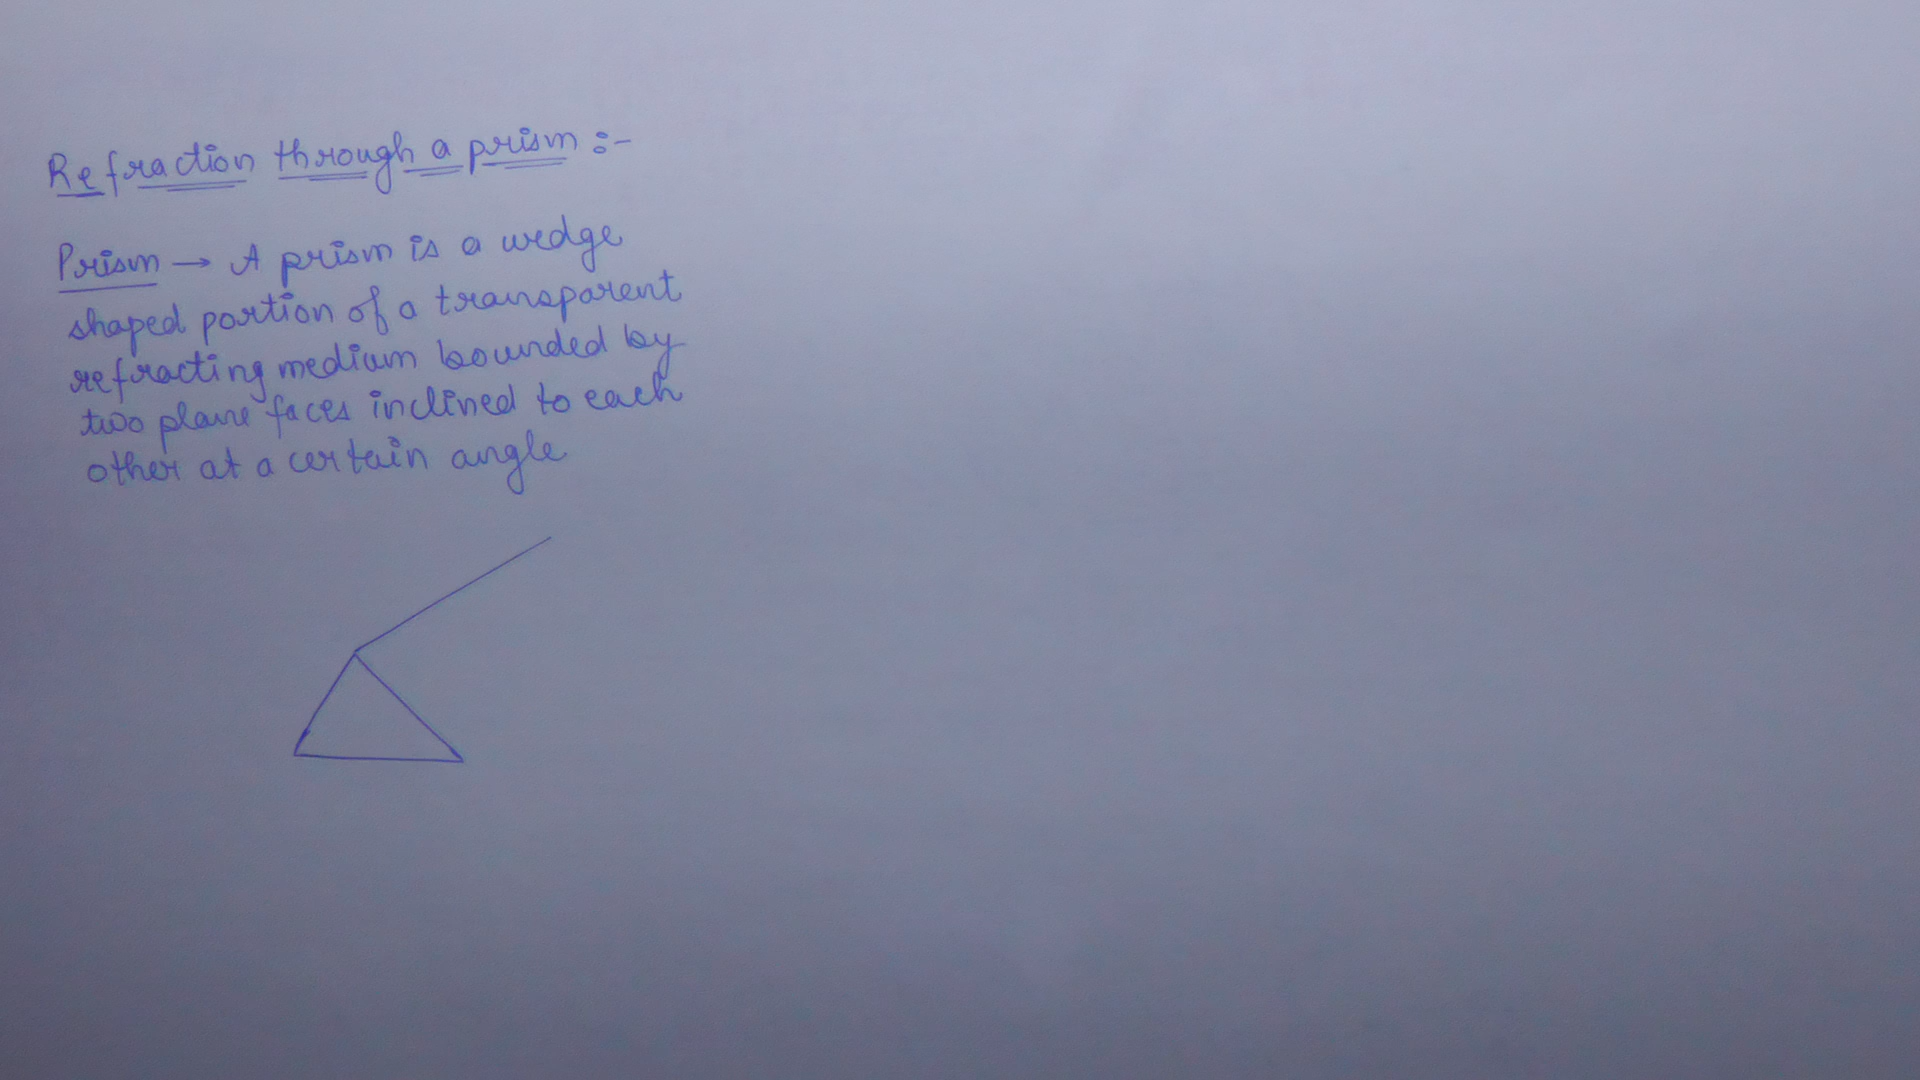 Refraction through a prism :-
Prism → A prism is a wedge
shaped portion of a transparent
refracting medium bounded by
two plane faces inclined to each
other at a certain angle